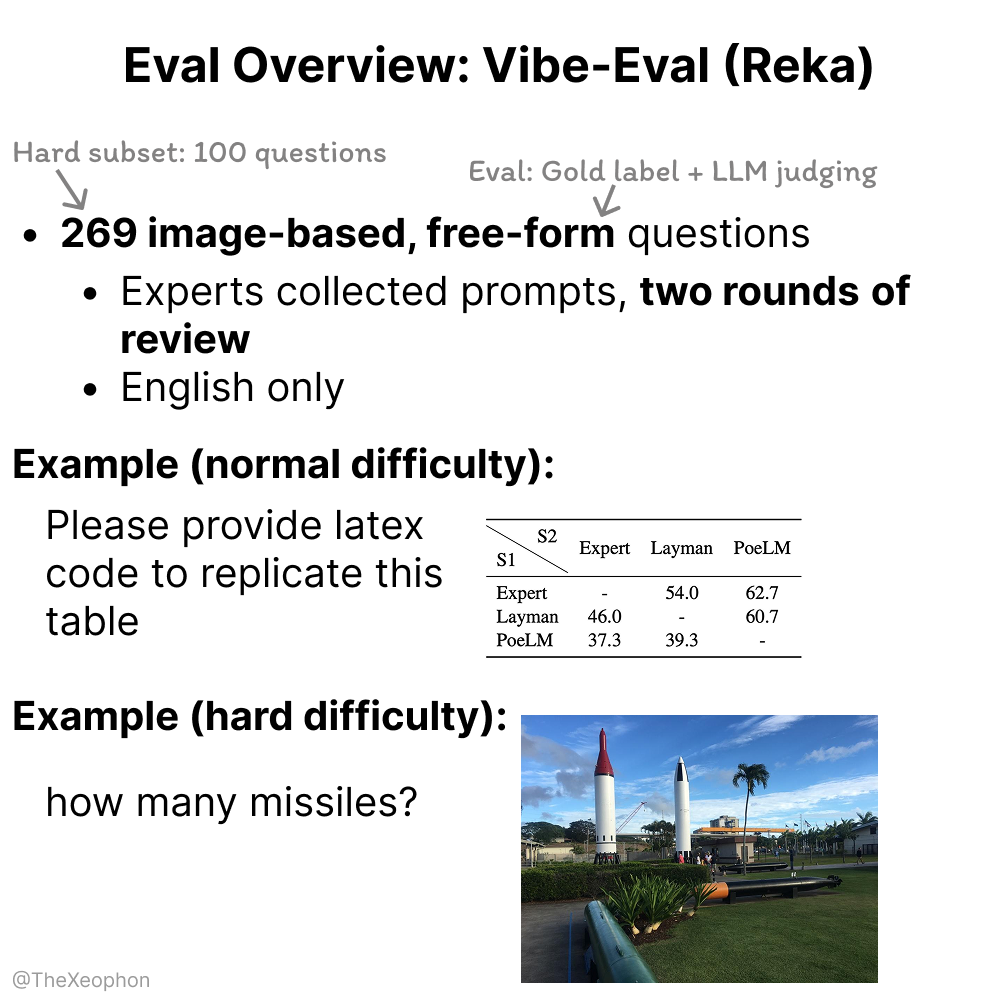 Eval Overview: Vibe-Eval (Reka)
Hard subset: 100 questions
Eval: Gold label + LLM judging
• 269 image-based, free-form questions
• Experts collected prompts, two rounds of
review
• English only
Example (normal difficulty):
Please provide latex
code to replicate this
table
S2
S1
Expert Layman PoeLM
Expert - 54.0 62.7
Layman 46.0 - 60.7
PoeLM 37.3 39.3 -
Example (hard difficulty):
how many missiles?
@TheXeophon